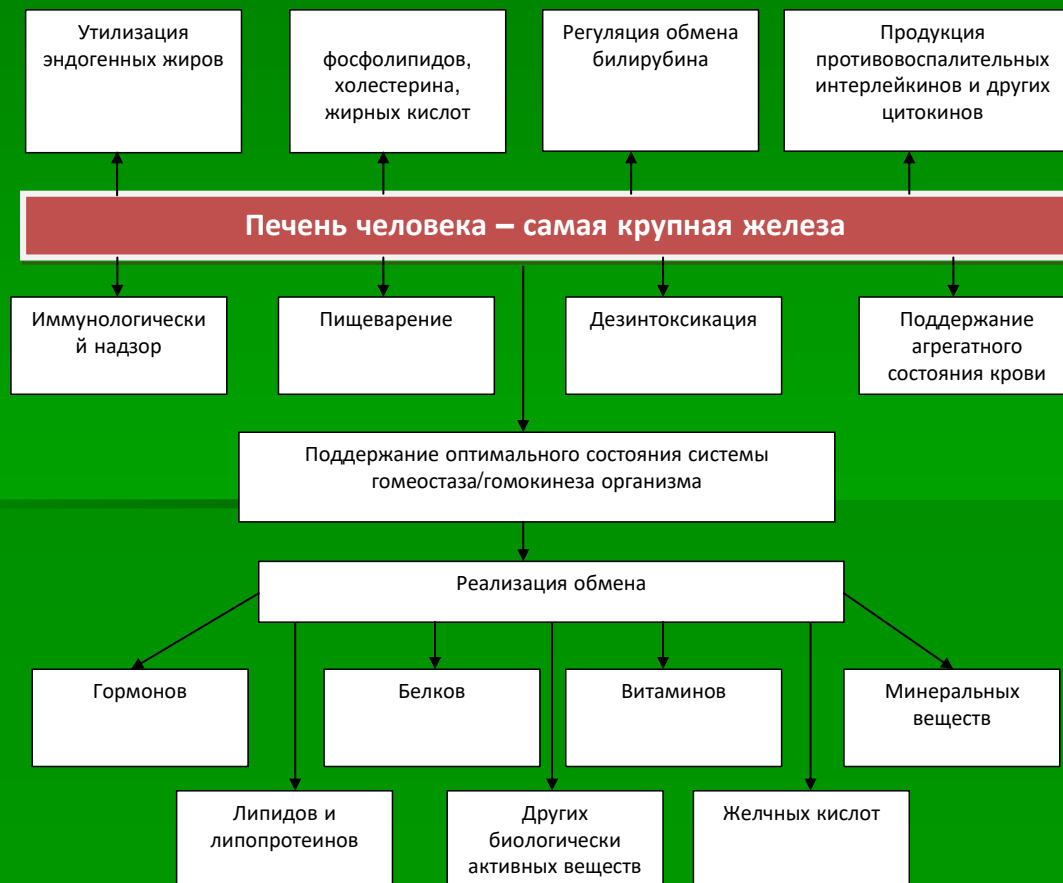 Утилизация
эндогенных жиров
фосфолипидов,
холестерина,
жирных кислот
Регуляция обмена
билирубина
Продукция
противовоспалительных
интерлейкинов и других
цитокинов
Печень человека – самая крупная железа
Иммунологически
й надзор
Пищеварение
Дезинтоксикация
Поддержание
агрегатного
состояния крови
Поддержание оптимального состояния системы
гомеостаза/гомокинеза организма
Реализация обмена
Гормонов
Белков
Витаминов
Минеральных
веществ
Липидов и
липопротеинов
Других
биологически
активных веществ
Желчных кислот